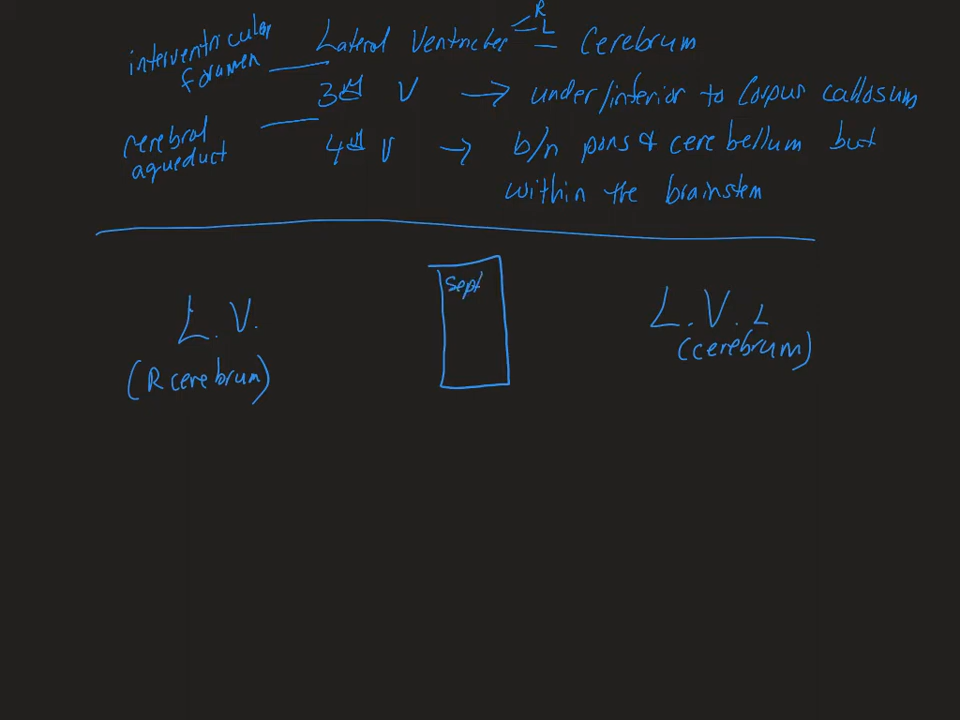 interventricular foramen
Lateral Ventricles R L - Cerebrum
3rd V → under/inferior to Corpus callosum
cerebral aqueduct
4th V → b/n pons & cerebellum but
within the brainstem
L.V.
(R cerebrum)
sept
L.V. L
(cerebrum)